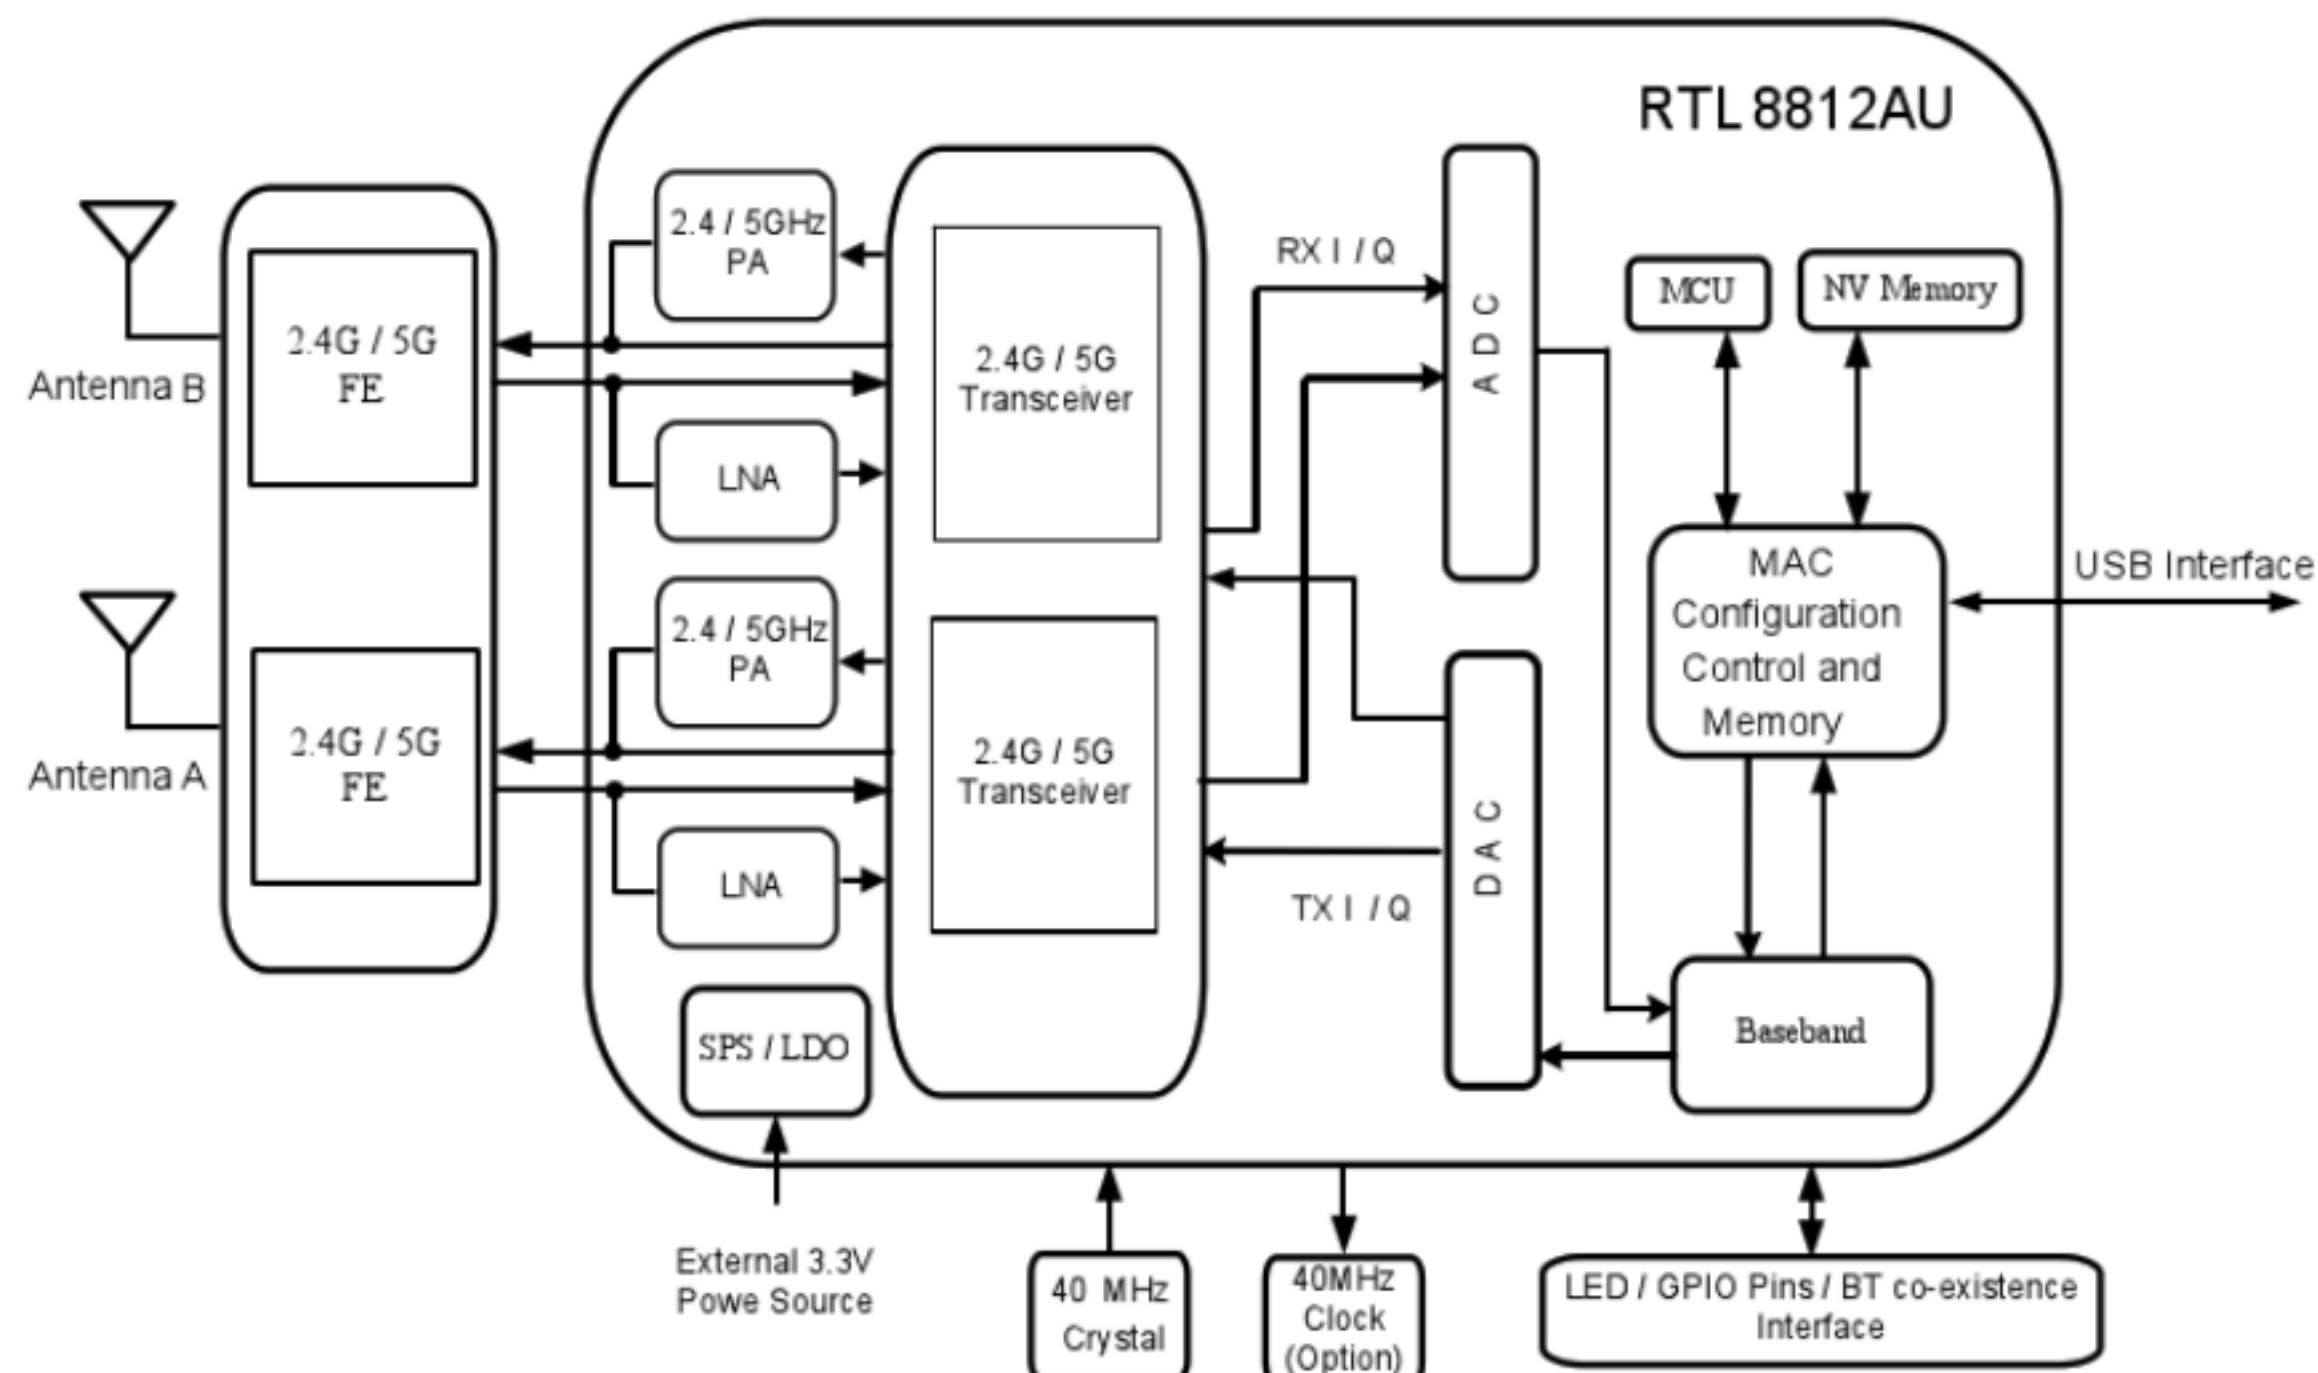 RTL 8812AU
2.4 / 5GHz
PA
RX I / Q
A D C
MCU
NV Memory
2.4G / 5G
FE
Antenna B
2.4G / 5G
Transceiver
LNA
MAC
Configuration
Control and
Memory
USB Interface
2.4 / 5GHz
PA
2.4G / 5G
FE
Antenna A
2.4G / 5G
Transceiver
LNA
D A C
TX I / Q
SPS / LDO
Baseband
External 3.3V
Powe Source
40 MHz
Crystal
40MHz
Clock
(Option)
LED / GPIO Pins / BT co-existence
Interface